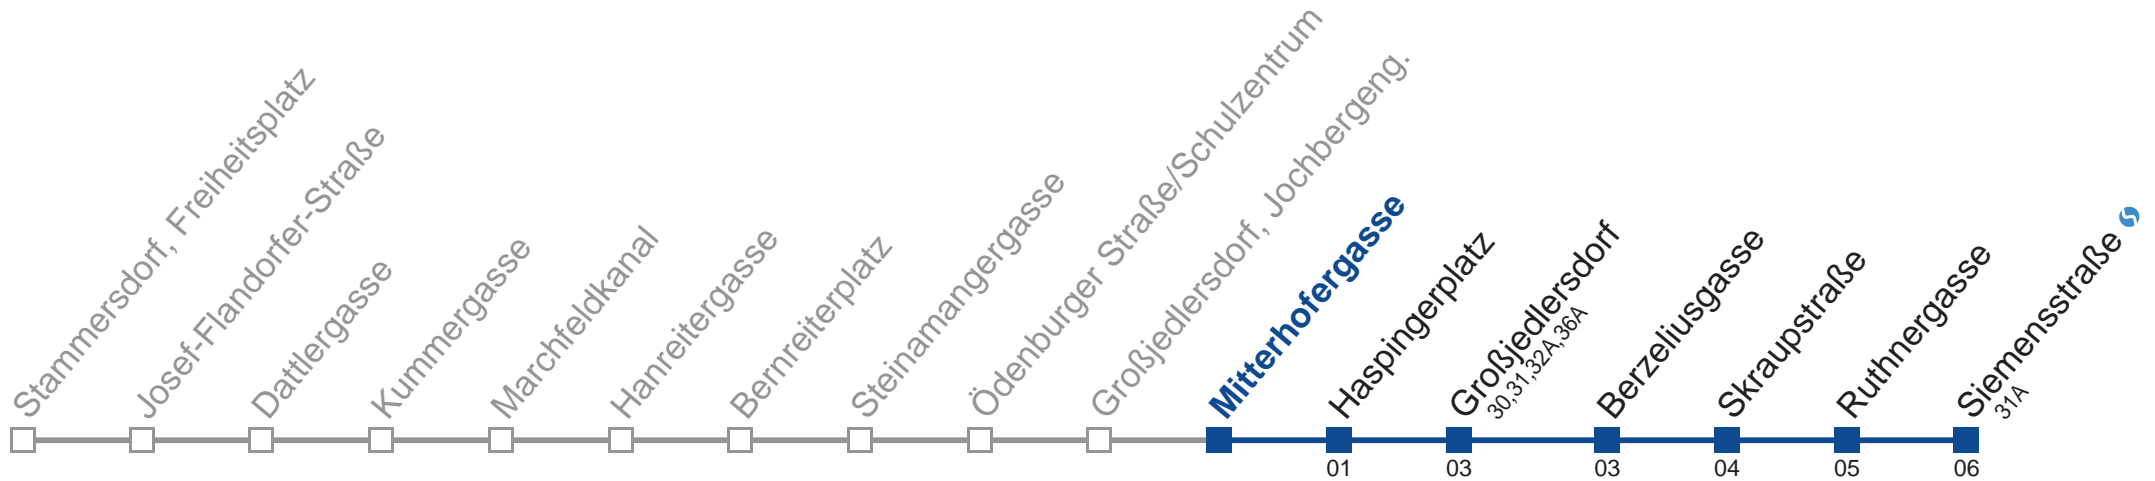 Stammersdorf, Freiheitsplatz
Josef-Flandorfer-Straße
Dattlergasse
Kummergasse
Marchfeldkanal
Hanreitergasse
Bernreiterplatz
Steinamangergasse
Ödenburger Straße/Schulzentrum
Großjedlersdorf, Jochbergeng.
Mitterhofergasse
Haspingerplatz
Großjedlersdorf
30,31,32A,36A
Berzeliusgasse
Skraupstraße
Ruthnergasse
Siemensstraße
31A
01
03
03
04
05
06